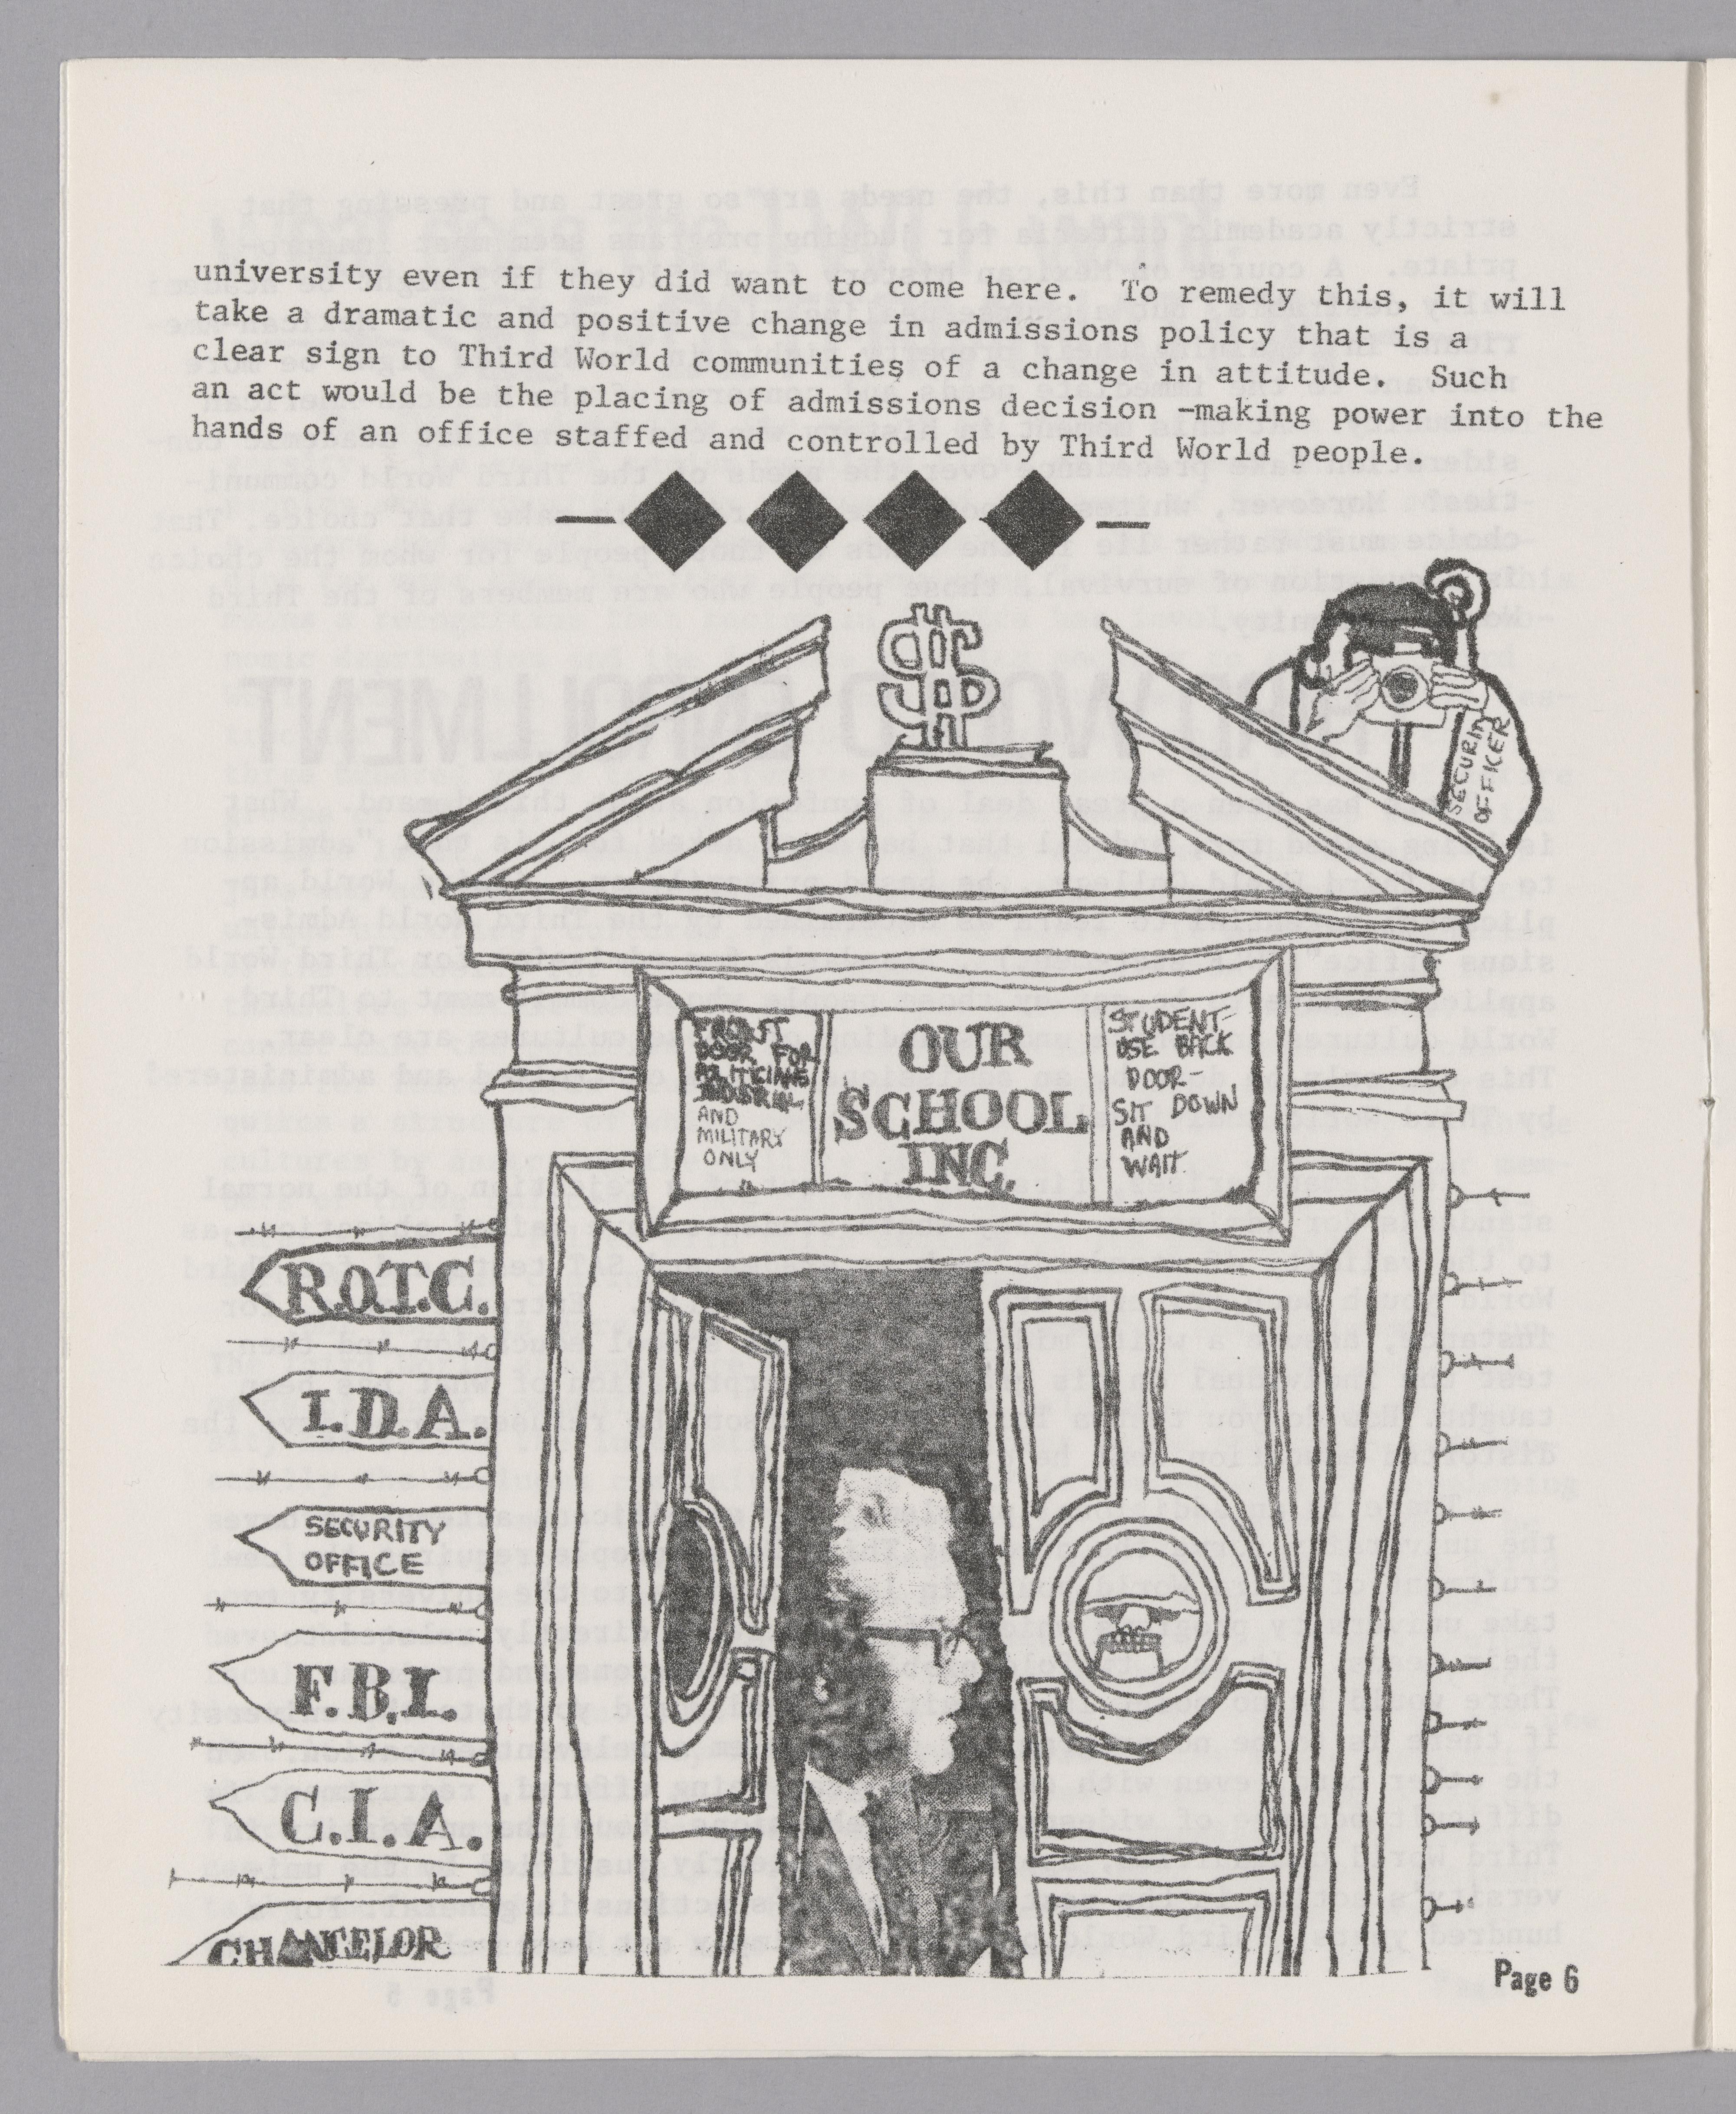 university even if they did want to come here.  To remedy this, it will
take a dramatic and positive change in admissions policy that is a
clear sign to Third World communities of a change in attitude.  Such
an act would be the placing of admissions decision -making power into the
hands of an office staffed and controlled by Third World people.
$
SECURITY
OFFICER
FRONT
DOOR FOR
POLITICIANS
INDUSTRIAL
AND
MILITARY
ONLY
OUR
SCHOOL
INC.
STUDENT-
USE BACK
DOOR-
SIT DOWN
AND
WAIT
R.O.T.C.
I.D.A.
SECURITY
OFFICE
F.B.I.
C.I.A.
CHANCELOR
Page 6